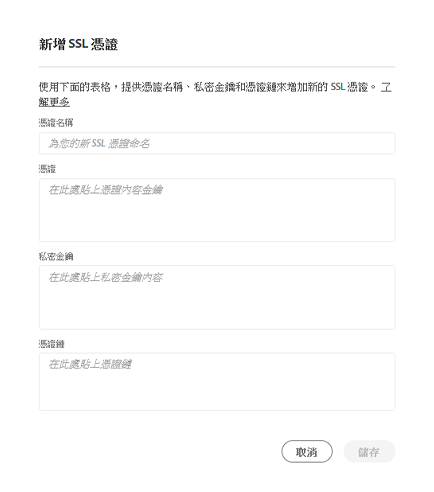 新增 SSL 憑證
使用下面的表格，提供憑證名稱、私密金鑰和憑證鏈來增加新的 SSL 憑證。 了
解更多
憑證名稱
為您的新 SSL 憑證命名
憑證
在此處貼上憑證內容金鑰
私密金鑰
在此處貼上私密金鑰內容
憑證鏈
在此處貼上憑證鏈
取消
儲存